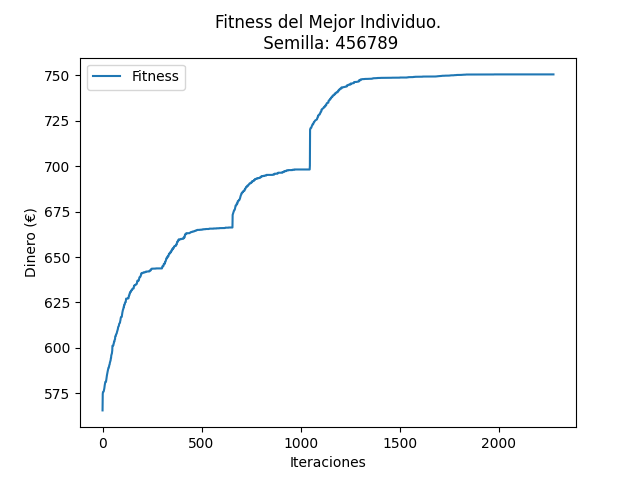 Fitness del Mejor Individuo.
Semilla: 456789
Fitness
Dinero (€)
750
725
700
675
650
625
600
575
0 500 1000 1500 2000
Iteraciones